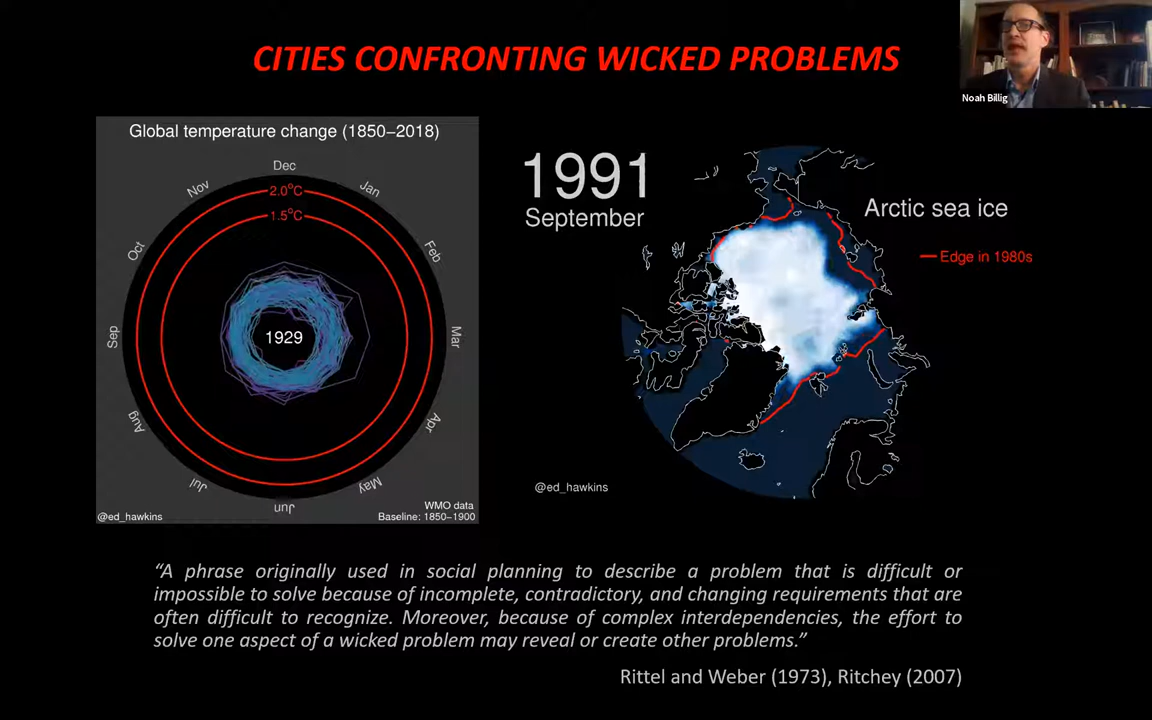 CITIES CONFRONTING WICKED PROBLEMS
Noah Billig
Global temperature change (1850–2018)
Dec
Jan
Feb
Mar
Apr
May
Jun
Jul
Aug
Sep
Oct
Nov
2.0°C
1.5°C
1929
@ed_hawkins
WMO data
Baseline: 1850–1900
1991
September
Arctic sea ice
Edge in 1980s
@ed_hawkins
“A phrase originally used in social planning to describe a problem that is difficult or
impossible to solve because of incomplete, contradictory, and changing requirements that are
often difficult to recognize. Moreover, because of complex interdependencies, the effort to
solve one aspect of a wicked problem may reveal or create other problems.”
Rittel and Weber (1973), Ritchey (2007)